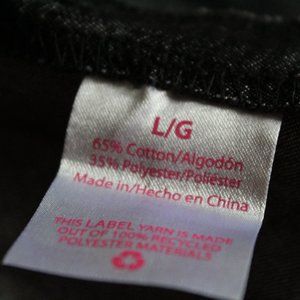 L/G
65% Cotton/Algodón
35% Polyester/Poliéster
Made in/Hecho en China
THIS LABEL YARN IS MADE
OUT OF 100% RECYCLED
POLYESTER MATERIALS